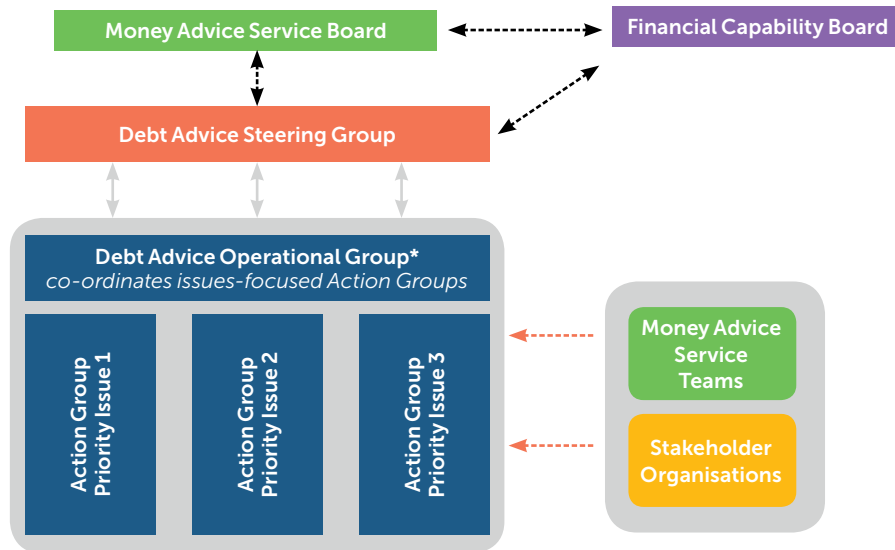 Money Advice Service Board
Financial Capability Board
Debt Advice Steering Group
Debt Advice Operational Group*
co-ordinates issues-focused Action Groups
Action Group
Priority Issue 1
Action Group
Priority Issue 2
Action Group
Priority Issue 3
Money Advice
Service
Teams
Stakeholder
Organisations